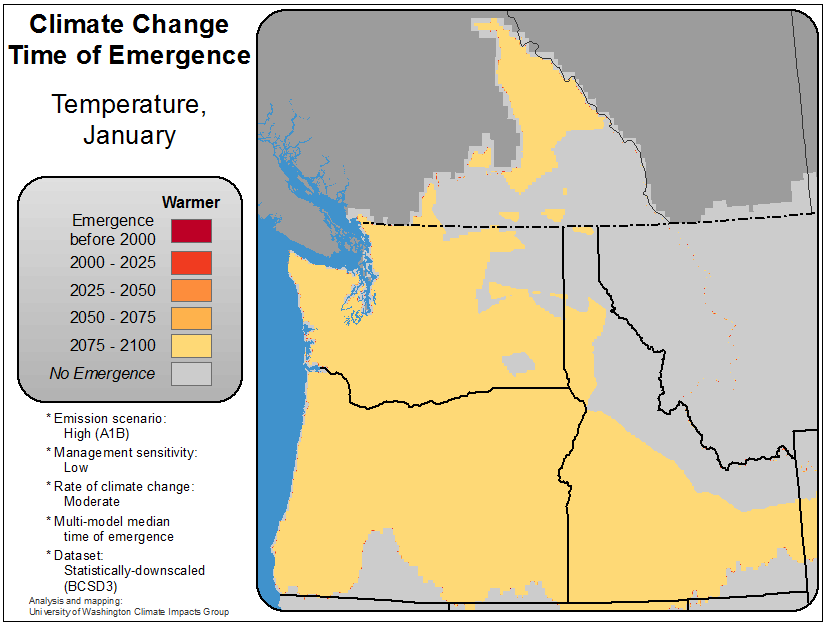 Climate Change
Time of Emergence
Temperature,
January
Warmer
Emergence
before 2000
2000 - 2025
2025 - 2050
2050 - 2075
2075 - 2100
No Emergence
* Emission scenario:
High (A1B)
* Management sensitivity:
Low
* Rate of climate change:
Moderate
* Multi-model median
time of emergence
* Dataset:
Statistically-downscaled
(BCSD3)
Analysis and mapping:
University of Washington Climate Impacts Group